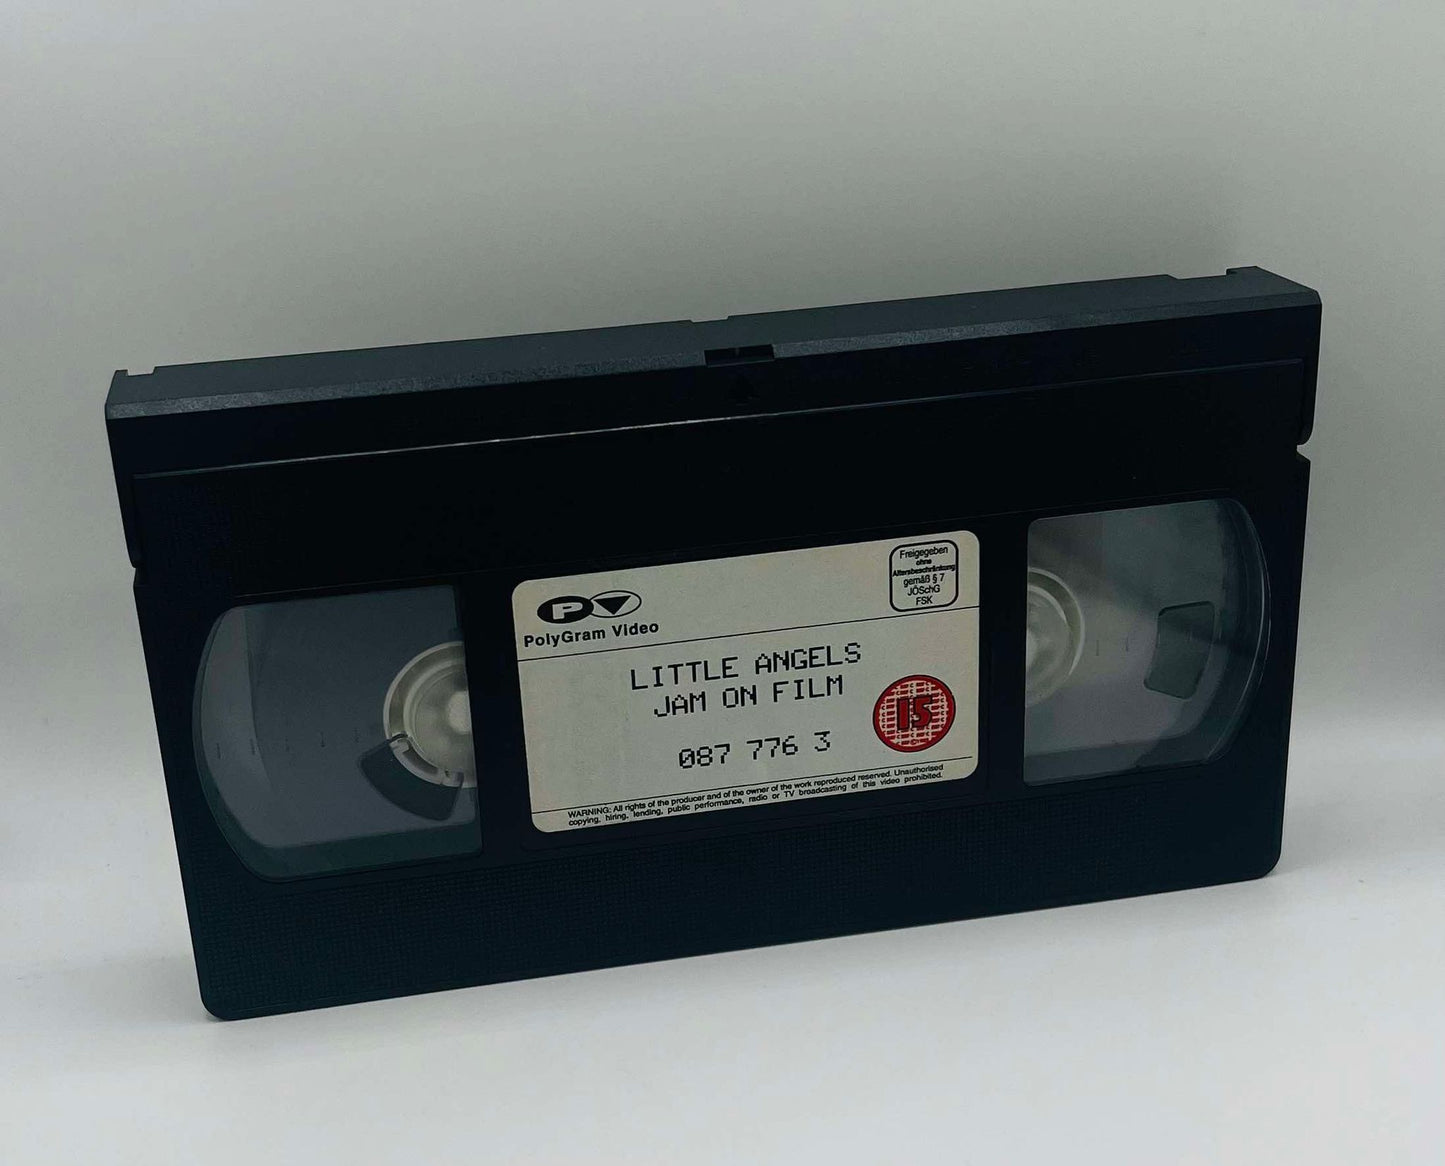 Freigegeben
ohne
Altersbeschränkung
gemäß § 7
JÖSchG
FSK
P
PolyGram Video
LITTLE ANGELS
JAM ON FILM
15
087 776 3
WARNING: All rights of the producer and of the owner of the work reproduced reserved. Unauthorised
copying, hiring, lending, public performance, radio or TV broadcasting of this video prohibited.